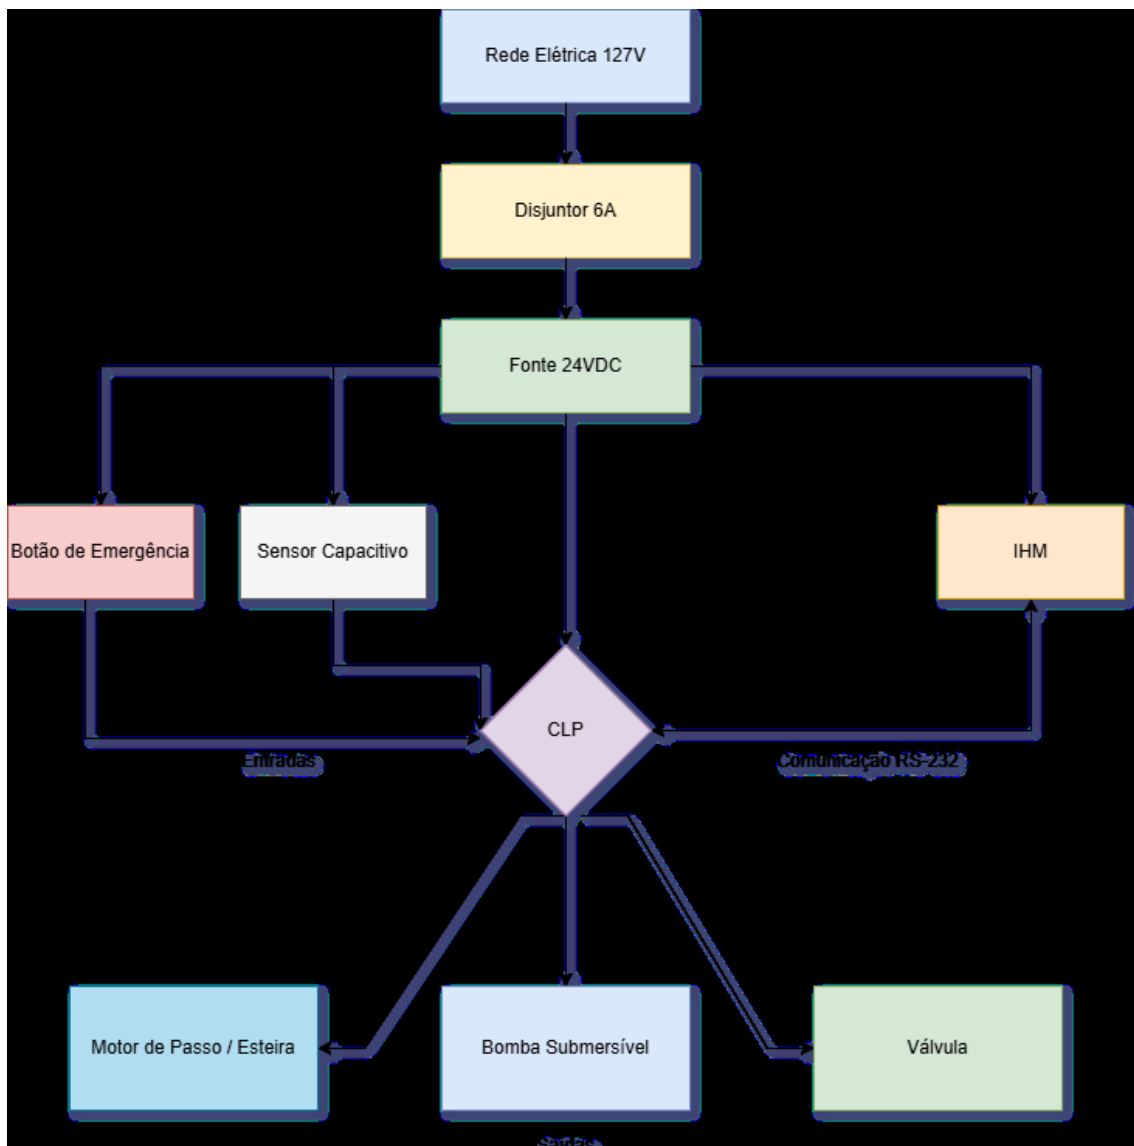 Rede Elétrica 127V
Disjuntor 6A
Fonte 24VDC
Botão de Emergência
Sensor Capacitivo
IHM
CLP
Entradas
Comunicação RS-232
Motor de Passo / Esteira
Bomba Submersível
Válvula
Saídas